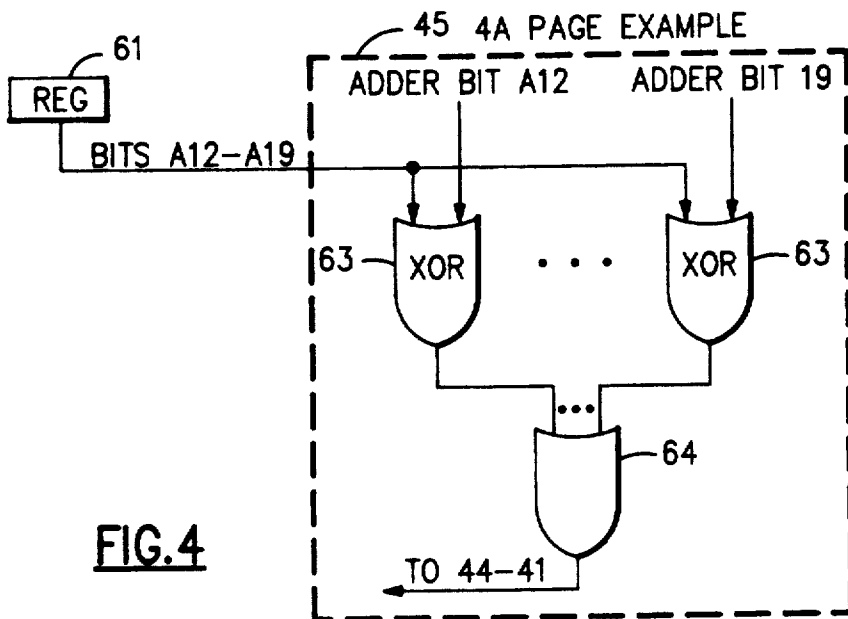 45 4A PAGE EXAMPLE
61
REG
ADDER BIT A12 ADDER BIT 19
BITS A12-A19
63 XOR • • • XOR 63
•••
64
FIG.4
TO 44-41